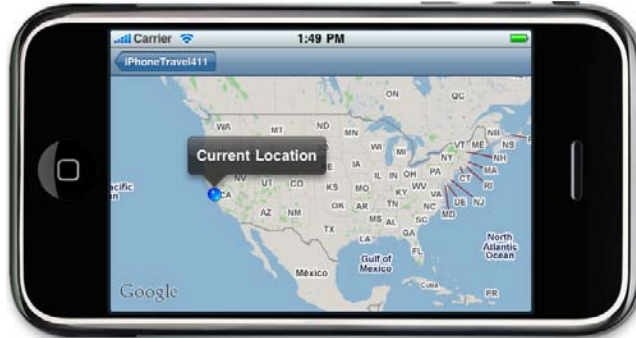 Carrier 1:49 PM
iPhoneTravel411
ON
QC
WA
MT
ND
MN
NB
WI
MI
VT
ME
NS
Current Location
NY
NH
IA
PA
MA
NV
UT
CO
KS
MO
IL
IN
OH
WV
CT
RI
CA
KY
VA
OK
AR
TN
NC
DE
NJ
AZ
NM
MS
AL
SC
MD
TX
GA
LA
FL
North
Atlantic
Ocean
Gulf of
Mexico
México
Cuba
PR
Google